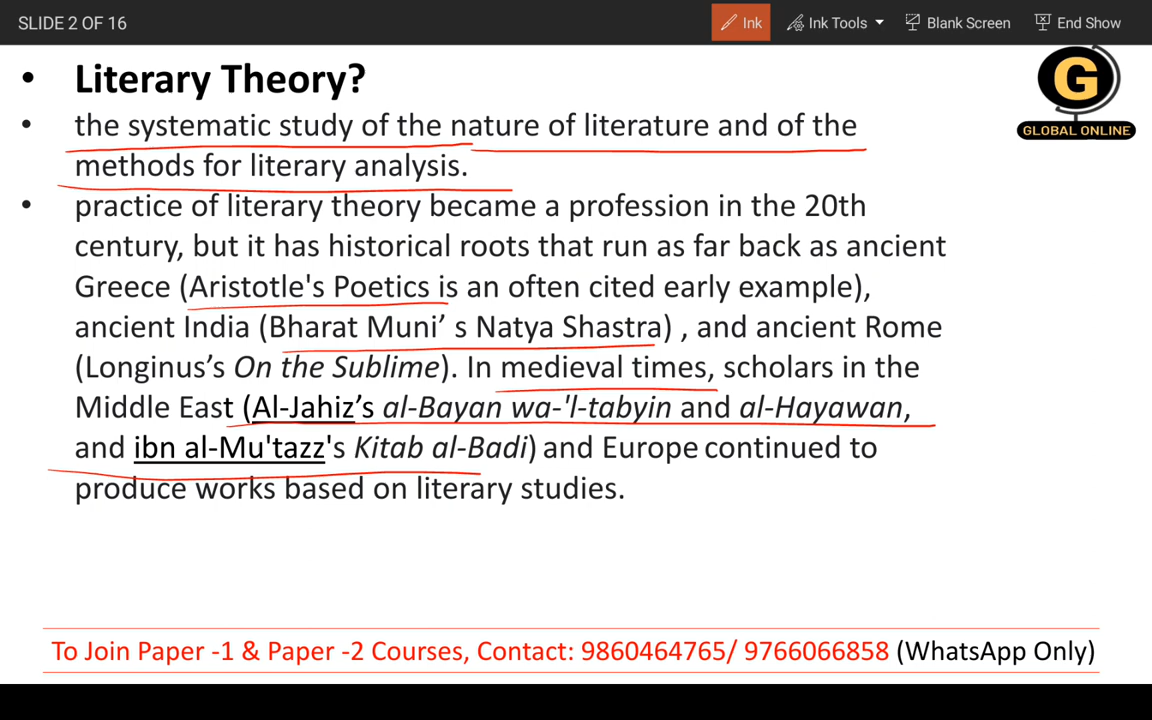 SLIDE 2 OF 16
Ink
Ink Tools
Blank Screen
End Show
• Literary Theory?
G
GLOBAL ONLINE
• the systematic study of the nature of literature and of the
methods for literary analysis.
• practice of literary theory became a profession in the 20th
century, but it has historical roots that run as far back as ancient
Greece (Aristotle's Poetics is an often cited early example),
ancient India (Bharat Muni’ s Natya Shastra) , and ancient Rome
(Longinus’s On the Sublime). In medieval times, scholars in the
Middle East (Al-Jahiz’s al-Bayan wa-'l-tabyin and al-Hayawan,
and ibn al-Mu'tazz's Kitab al-Badi) and Europe continued to
produce works based on literary studies.
To Join Paper -1 & Paper -2 Courses, Contact: 9860464765/ 9766066858 (WhatsApp Only)